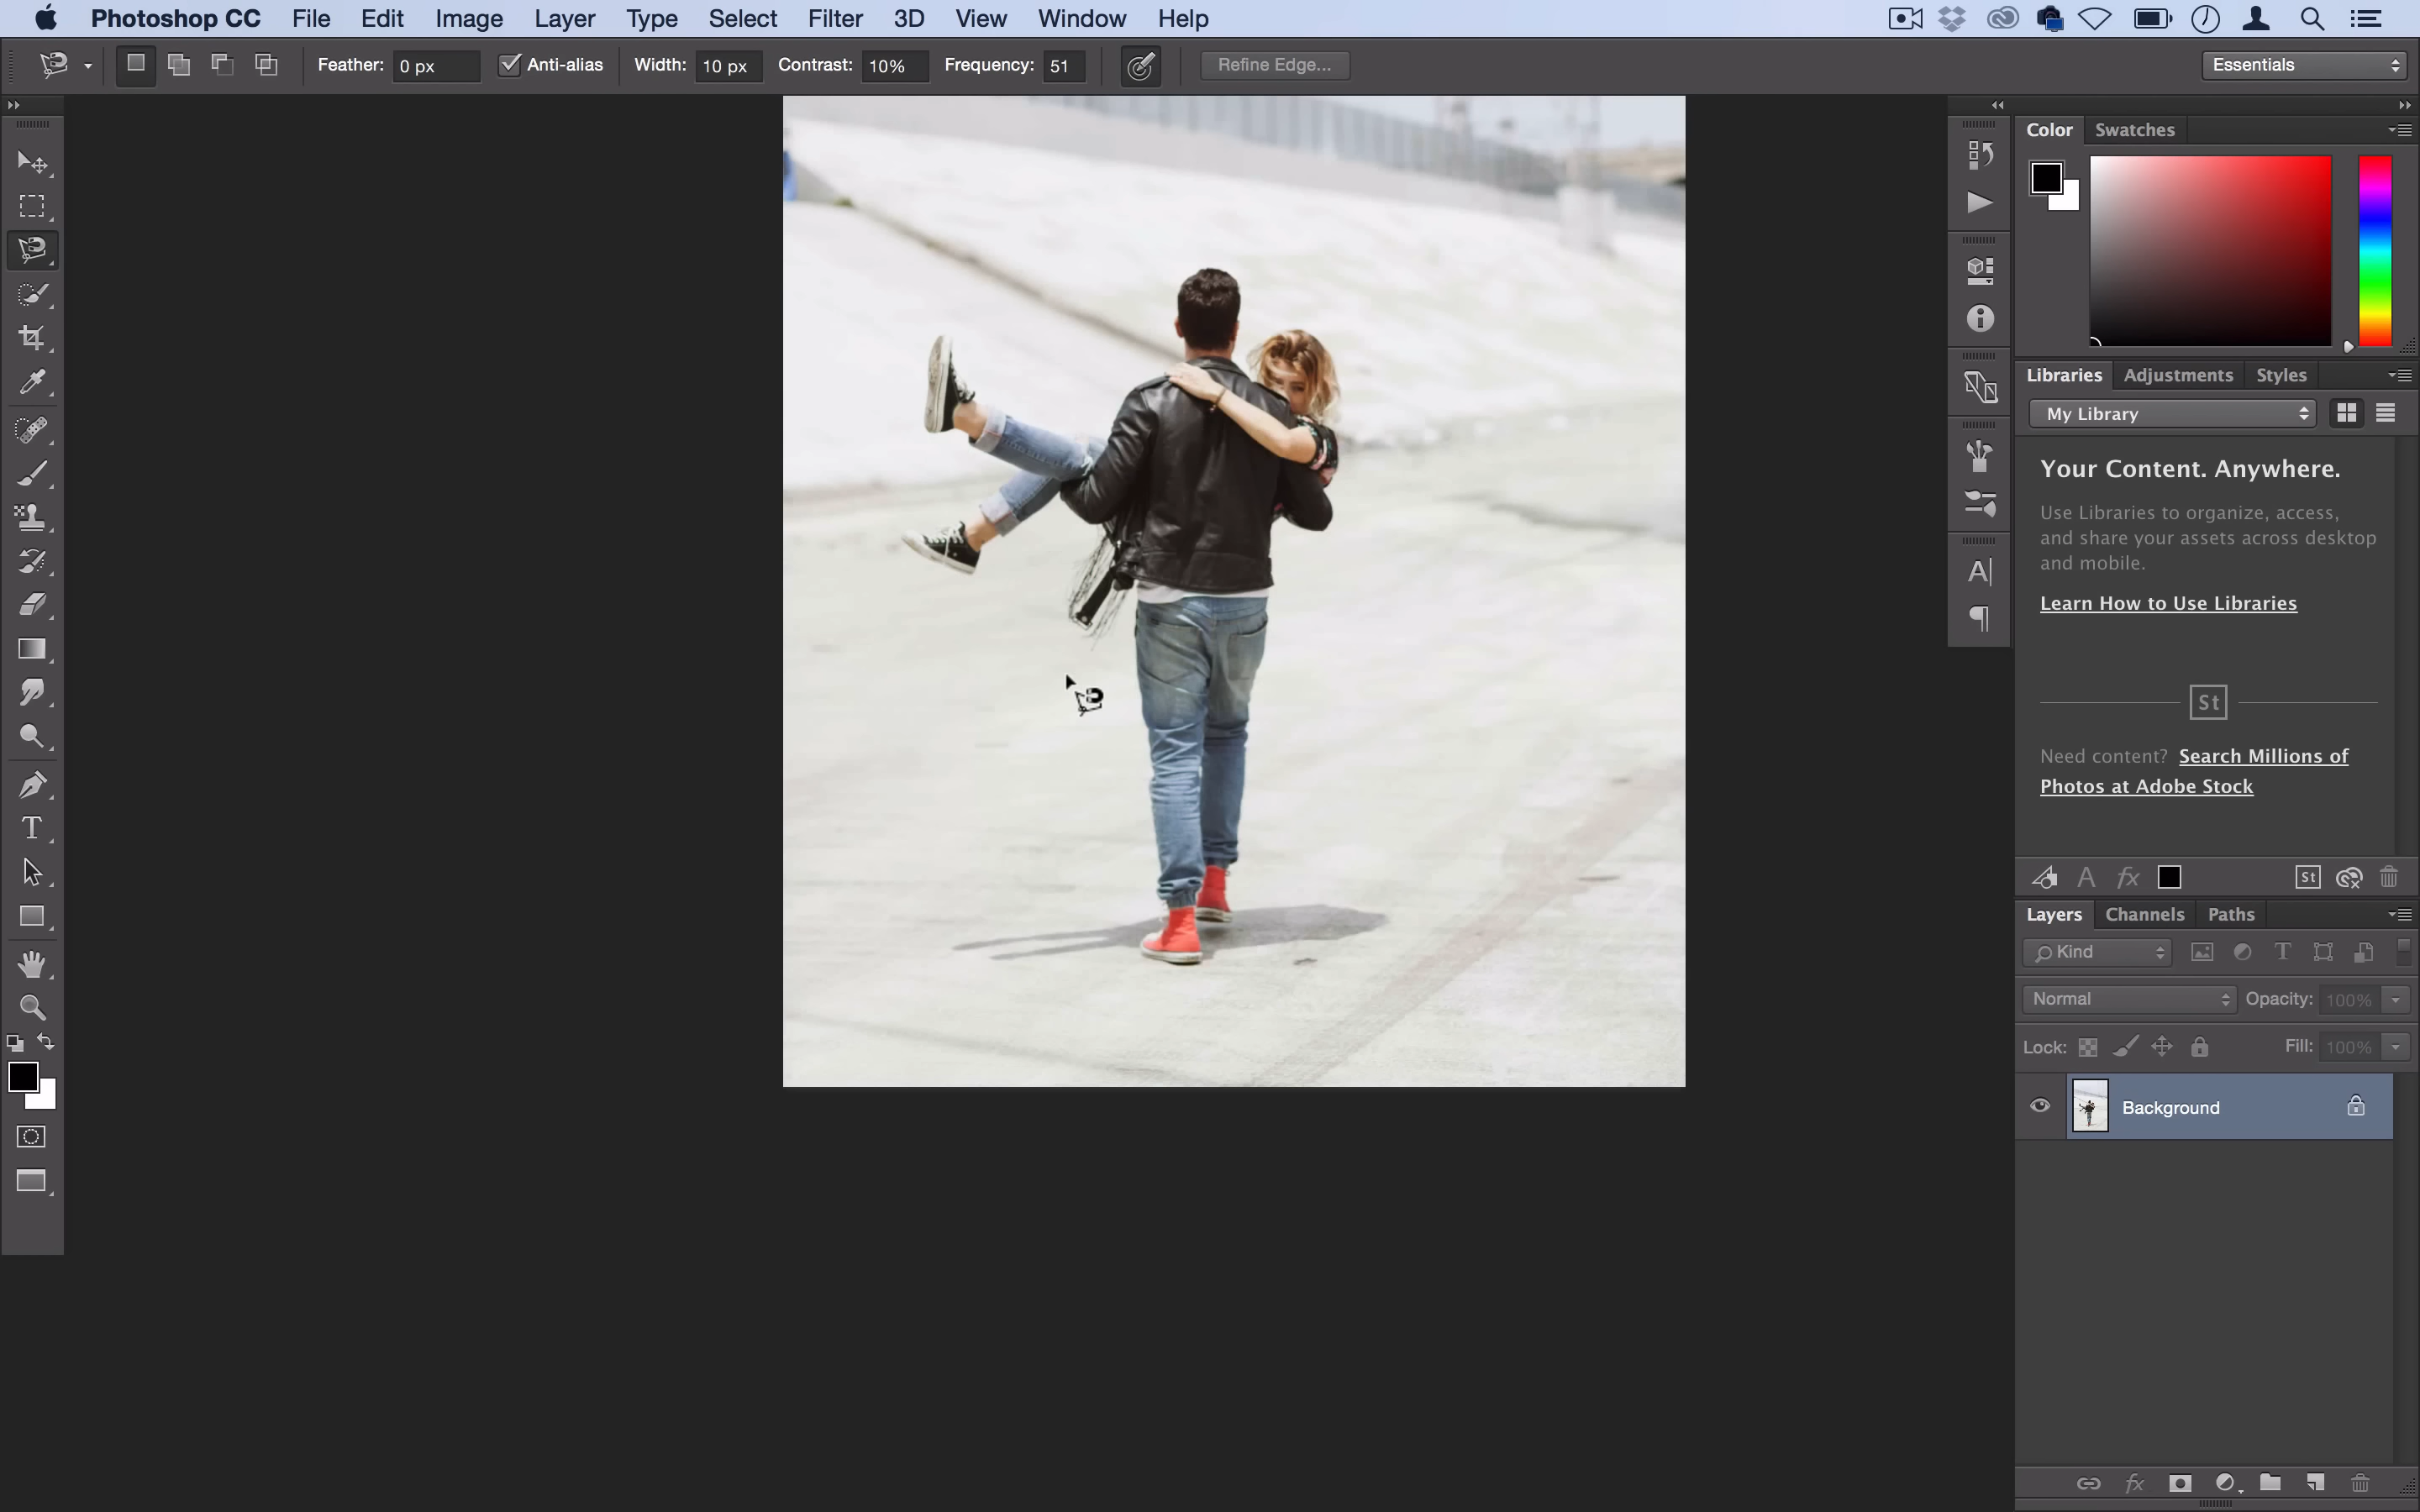 Photoshop CC File Edit Image Layer Type Select Filter 3D View Window Help
Feather: 0 px Anti-alias Width: 10 px Contrast: 10% Frequency: 51 Refine Edge... Essentials
Color Swatches
Libraries Adjustments Styles
My Library
Your Content. Anywhere.
Use Libraries to organize, access,
and share your assets across desktop
and mobile.
Learn How to Use Libraries
St
Need content? Search Millions of
Photos at Adobe Stock
A fx St
Layers Channels Paths
Kind T
Normal Opacity: 100%
Lock: Fill: 100%
Background
fx